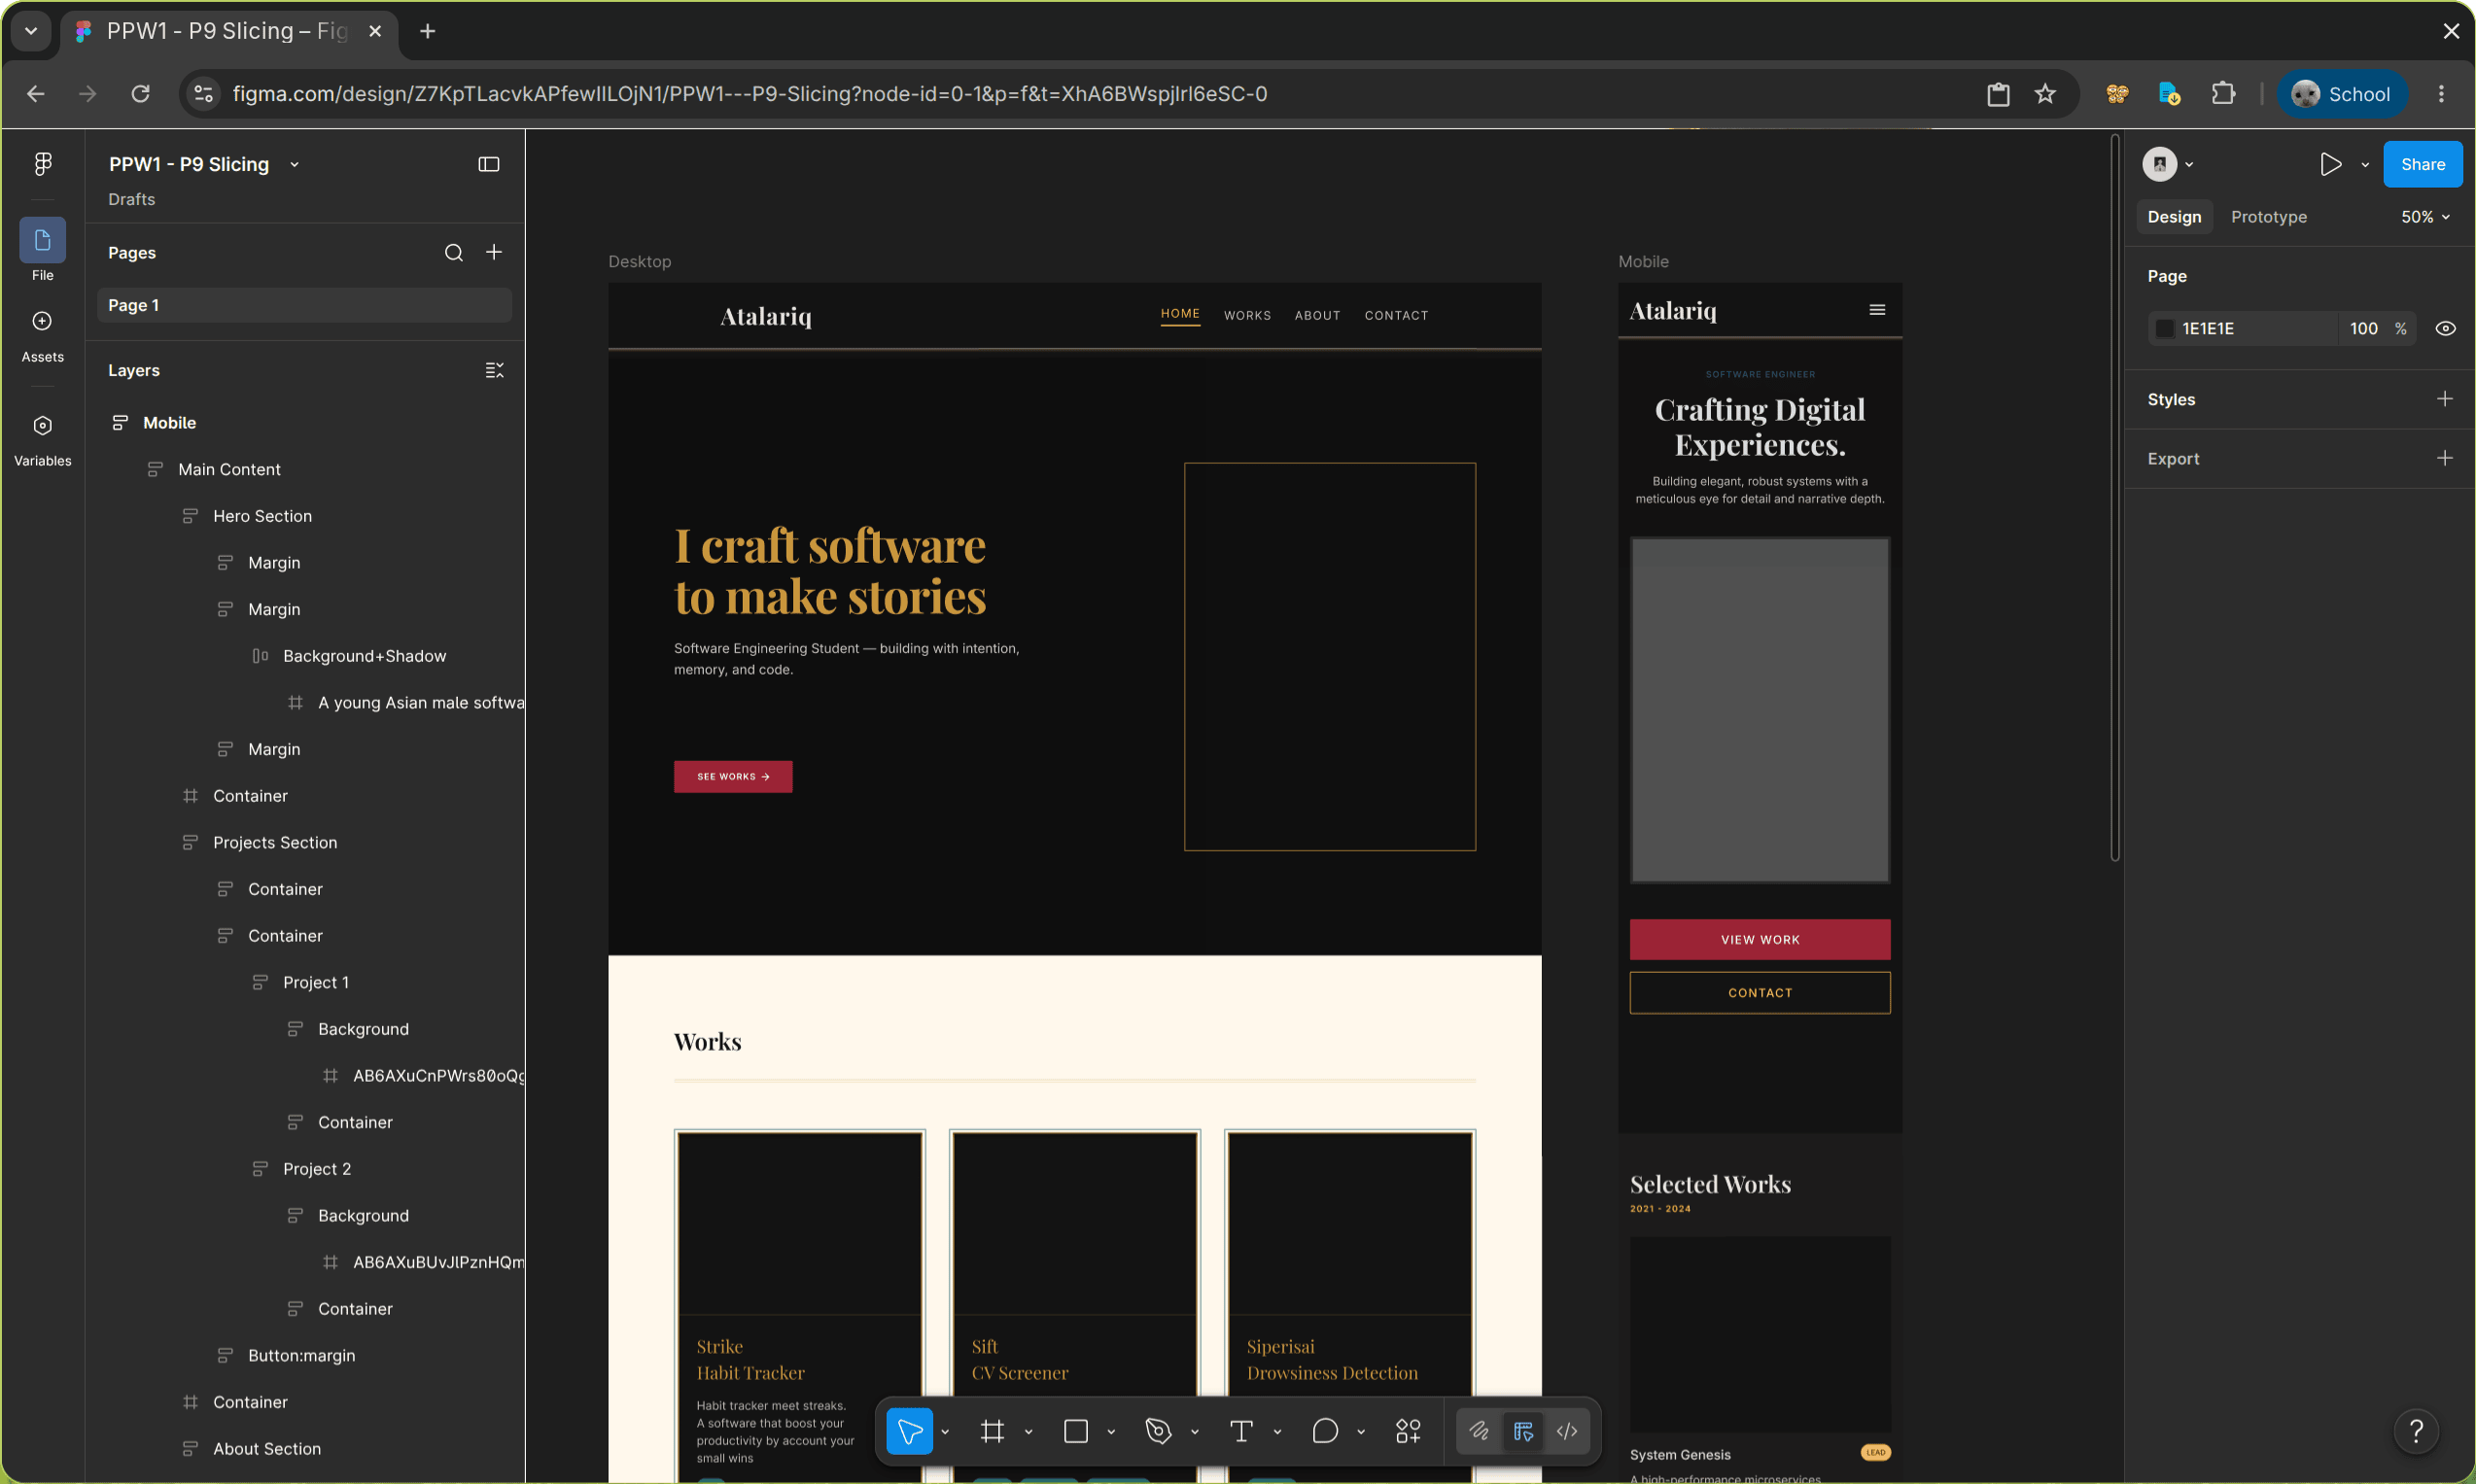 PPW1 - P9 Slicing – Fig
figma.com/design/Z7KpTLacvkAPfewIILOjN1/PPW1---P9-Slicing?node-id=0-1&p=f&t=XhA6BWspjIrI6eSC-0
School
File
Assets
Variables
PPW1 - P9 Slicing
Drafts
Pages
Page 1
Layers
Mobile
Main Content
Hero Section
Margin
Margin
Background+Shadow
A young Asian male softwa
Margin
Container
Projects Section
Container
Container
Project 1
Background
AB6AXuCnPWrs80oQg
Container
Project 2
Background
AB6AXuBUvJlPznHQm
Container
Button:margin
Container
About Section
Desktop
Atalariq
HOME WORKS ABOUT CONTACT
I craft software
to make stories
Software Engineering Student — building with intention,
memory, and code.
SEE WORKS →
Works
Strike
Habit Tracker
Habit tracker meet streaks.
A software that boost your
productivity by account your
small wins
Sift
CV Screener
Siperisai
Drowsiness Detection
Mobile
Atalariq
SOFTWARE ENGINEER
Crafting Digital
Experiences.
Building elegant, robust systems with a
meticulous eye for detail and narrative depth.
VIEW WORK
CONTACT
Selected Works
2021 - 2024
System Genesis
LEAD
A high-performance microservices
Share
Design Prototype 50%
Page
1E1E1E 100 %
Styles
Export
?